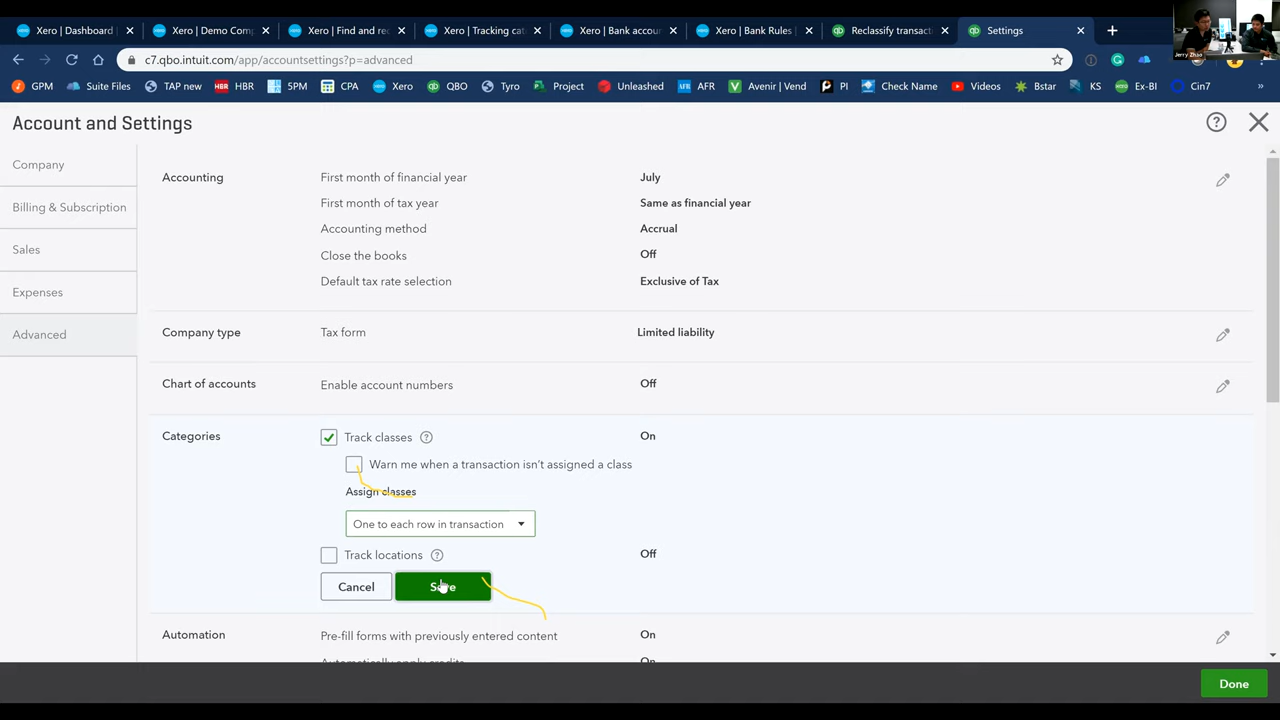 Xero | Dashboard
Xero | Demo Comp
Xero | Find and rec
Xero | Tracking cat
Xero | Bank accou
Xero | Bank Rules |
Reclassify transacti
Settings
c7.qbo.intuit.com/app/accountsettings?p=advanced
GPM
Suite Files
TAP new
HBR
5PM
CPA
Xero
QBO
Tyro
Project
Unleashed
AFR
Avenir | Vend
PI
Check Name
Videos
Bstar
KS
Ex-BI
Cin7
Jerry Zhao
Account and Settings
Company
Billing & Subscription
Sales
Expenses
Advanced
Accounting
First month of financial year July
First month of tax year Same as financial year
Accounting method Accrual
Close the books Off
Default tax rate selection Exclusive of Tax
Company type Tax form Limited liability
Chart of accounts Enable account numbers Off
Categories Track classes On
Warn me when a transaction isn't assigned a class
Assign classes
One to each row in transaction
Track locations Off
Cancel Save
Automation Pre-fill forms with previously entered content On
Automatically apply credits On
Done